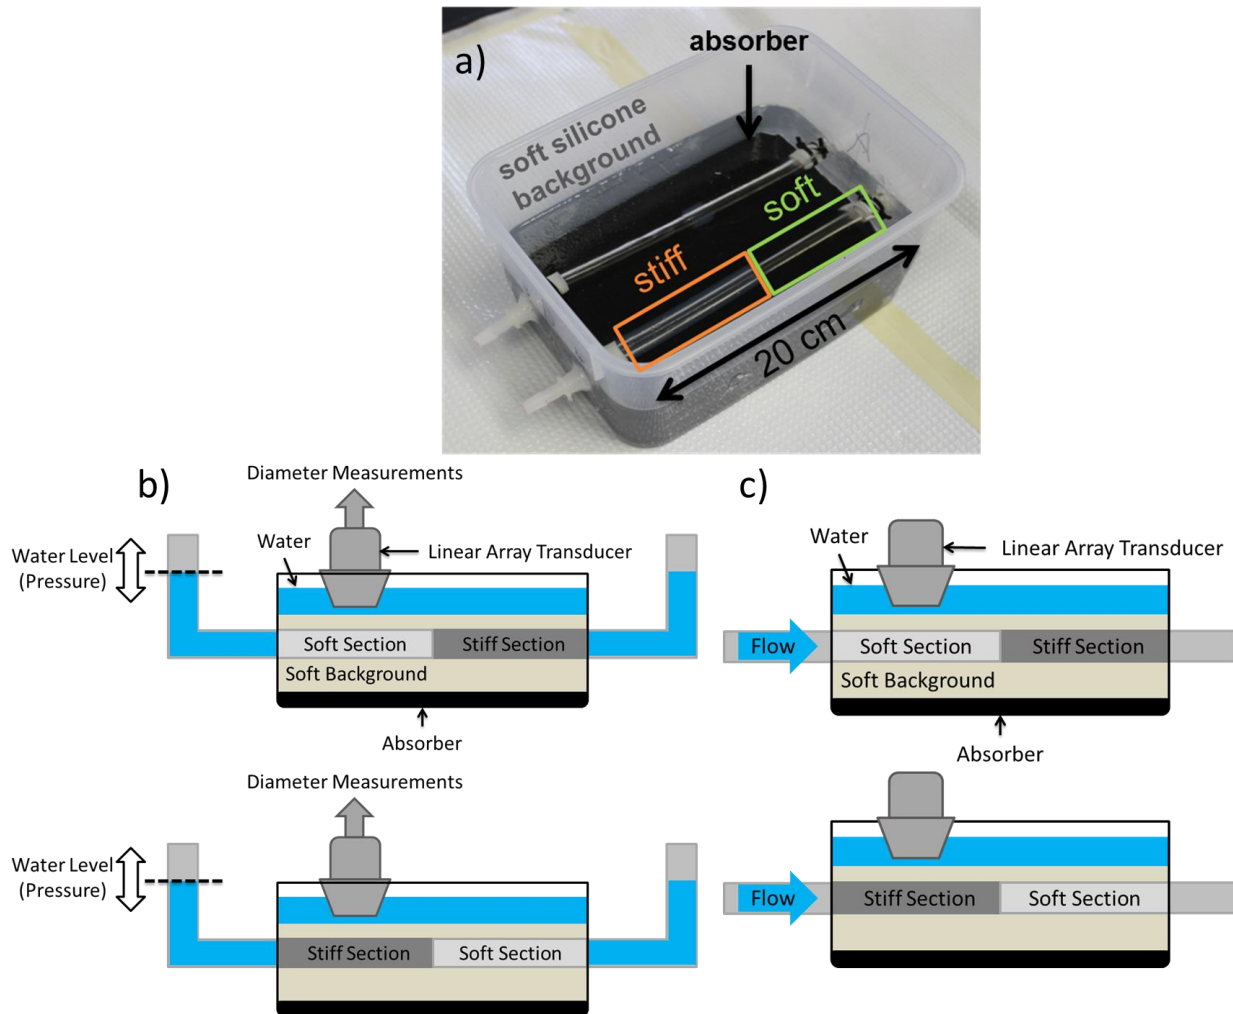 a)
absorber
soft silicone
background
soft
stiff
20 cm
b)
Diameter Measurements
Water
Water Level
(Pressure)
Linear Array Transducer
Soft Section
Stiff Section
Soft Background
Absorber
Diameter Measurements
Water Level
(Pressure)
Stiff Section
Soft Section
c)
Water
Linear Array Transducer
Flow
Soft Section
Stiff Section
Soft Background
Absorber
Flow
Stiff Section
Soft Section